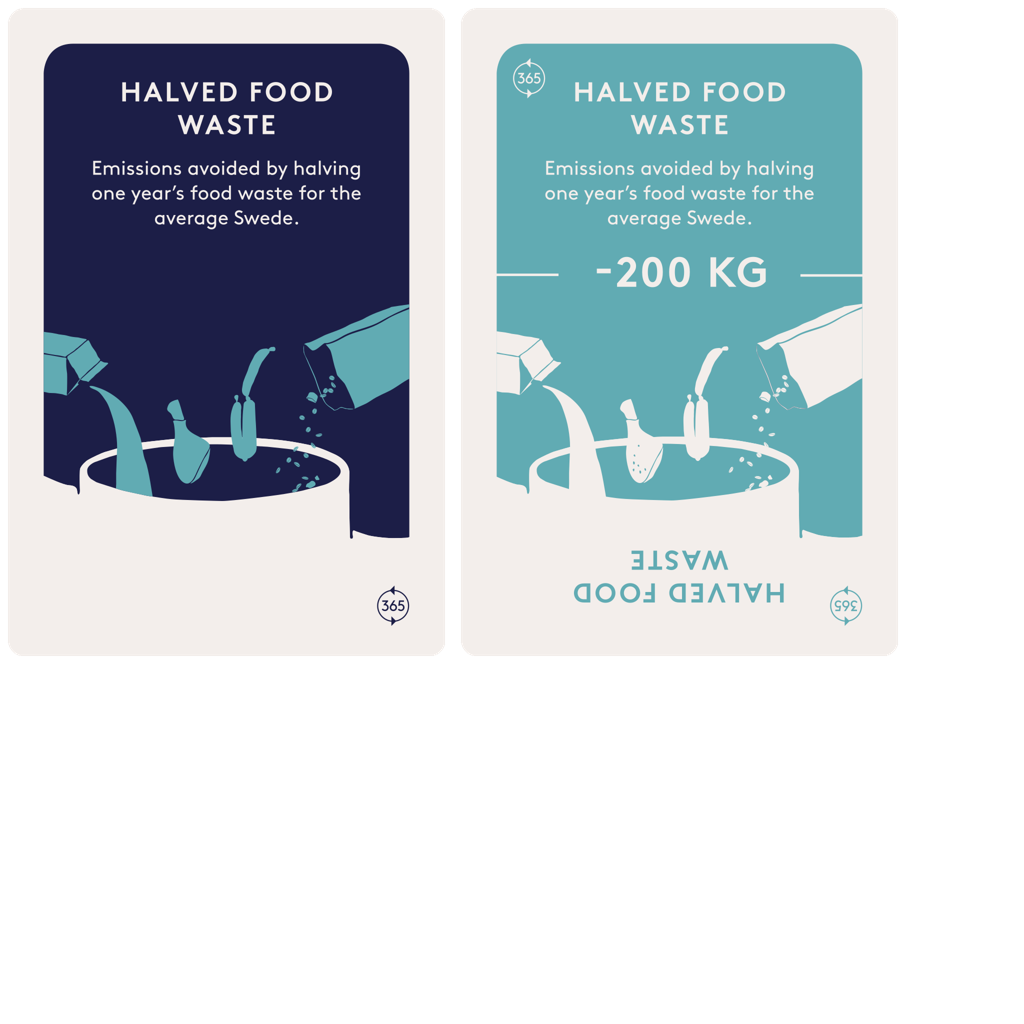 HALVED FOOD
WASTE
Emissions avoided by halving
one year’s food waste for the
average Swede.
365
365
HALVED FOOD
WASTE
Emissions avoided by halving
one year’s food waste for the
average Swede.
-200 KG
HALVED FOOD
WASTE
365